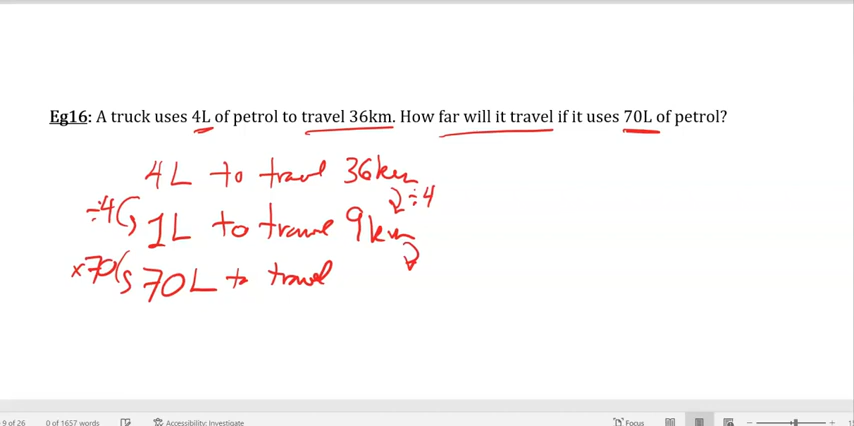 Eg16: A truck uses 4L of petrol to travel 36km. How far will it travel if it uses 70L of petrol?
4L to travel 36km
÷4 1L to travel 9km ÷4
x70 70L to travel
9 of 26 0 of 1657 words Accessibility: Investigate Focus